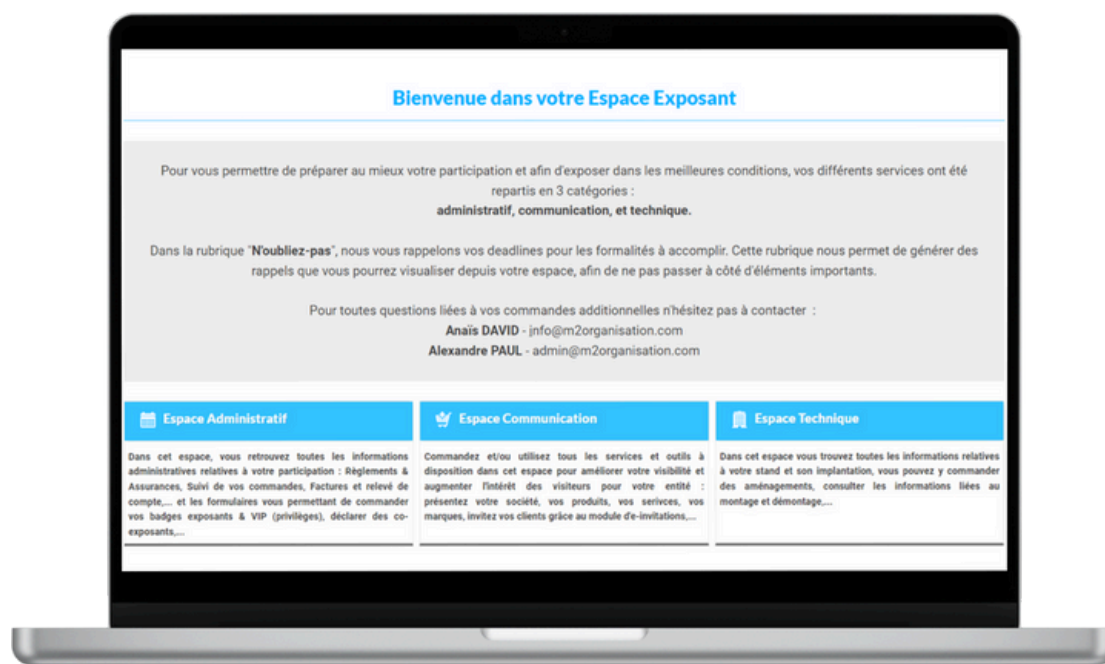 Bienvenue dans votre Espace Exposant
Pour vous permettre de préparer au mieux votre participation et afin d'exposer dans les meilleures conditions, vos différents services ont été
repartis en 3 catégories :
administratif, communication, et technique.
Dans la rubrique "N'oubliez-pas", nous vous rappelons vos deadlines pour les formalités à accomplir. Cette rubrique nous permet de générer des
rappels que vous pourrez visualiser depuis votre espace, afin de ne pas passer à côté d'éléments importants.
Pour toutes questions liées à vos commandes additionnelles n'hésitez pas à contacter :
Anaïs DAVID - info@m2organisation.com
Alexandre PAUL - admin@m2organisation.com
Espace Administratif
Dans cet espace, vous retrouvez toutes les informations
administratives relatives à votre participation : Règlements &
Assurances, Suivi de vos commandes, Factures et relevé de
compte,... et les formulaires vous permettant de commander
vos badges exposants & VIP (privilèges), déclarer des co-
exposants,...
Espace Communication
Commandez et/ou utilisez tous les services et outils à
disposition dans cet espace pour améliorer votre visibilité et
augmenter l'intérêt des visiteurs pour votre entité :
présentez votre société, vos produits, vos serivces, vos
marques, invitez vos clients grâce au module d'e-invitations,...
Espace Technique
Dans cet espace vous trouvez toutes les informations relatives
à votre stand et son implantation, vous pouvez y commander
des aménagements, consulter les informations liées au
montage et démontage,...